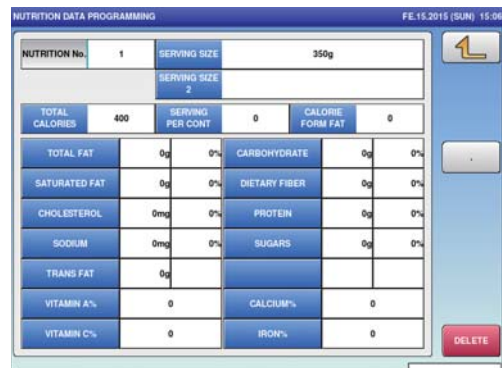 NUTRITION DATA PROGRAMMING FE.15.2015 (SUN) 15:06
NUTRITION No. 1 SERVING SIZE 350g
SERVING SIZE 2
TOTAL CALORIES 400 SERVING PER CONT 0 CALORIE FORM FAT 0
TOTAL FAT 0g 0% CARBOHYDRATE 0g 0%
SATURATED FAT 0g 0% DIETARY FIBER 0g 0%
CHOLESTEROL 0mg 0% PROTEIN 0g 0%
SODIUM 0mg 0% SUGARS 0g 0%
TRANS FAT 0g
VITAMIN A% 0 CALCIUM% 0
VITAMIN C% 0 IRON% 0
DELETE